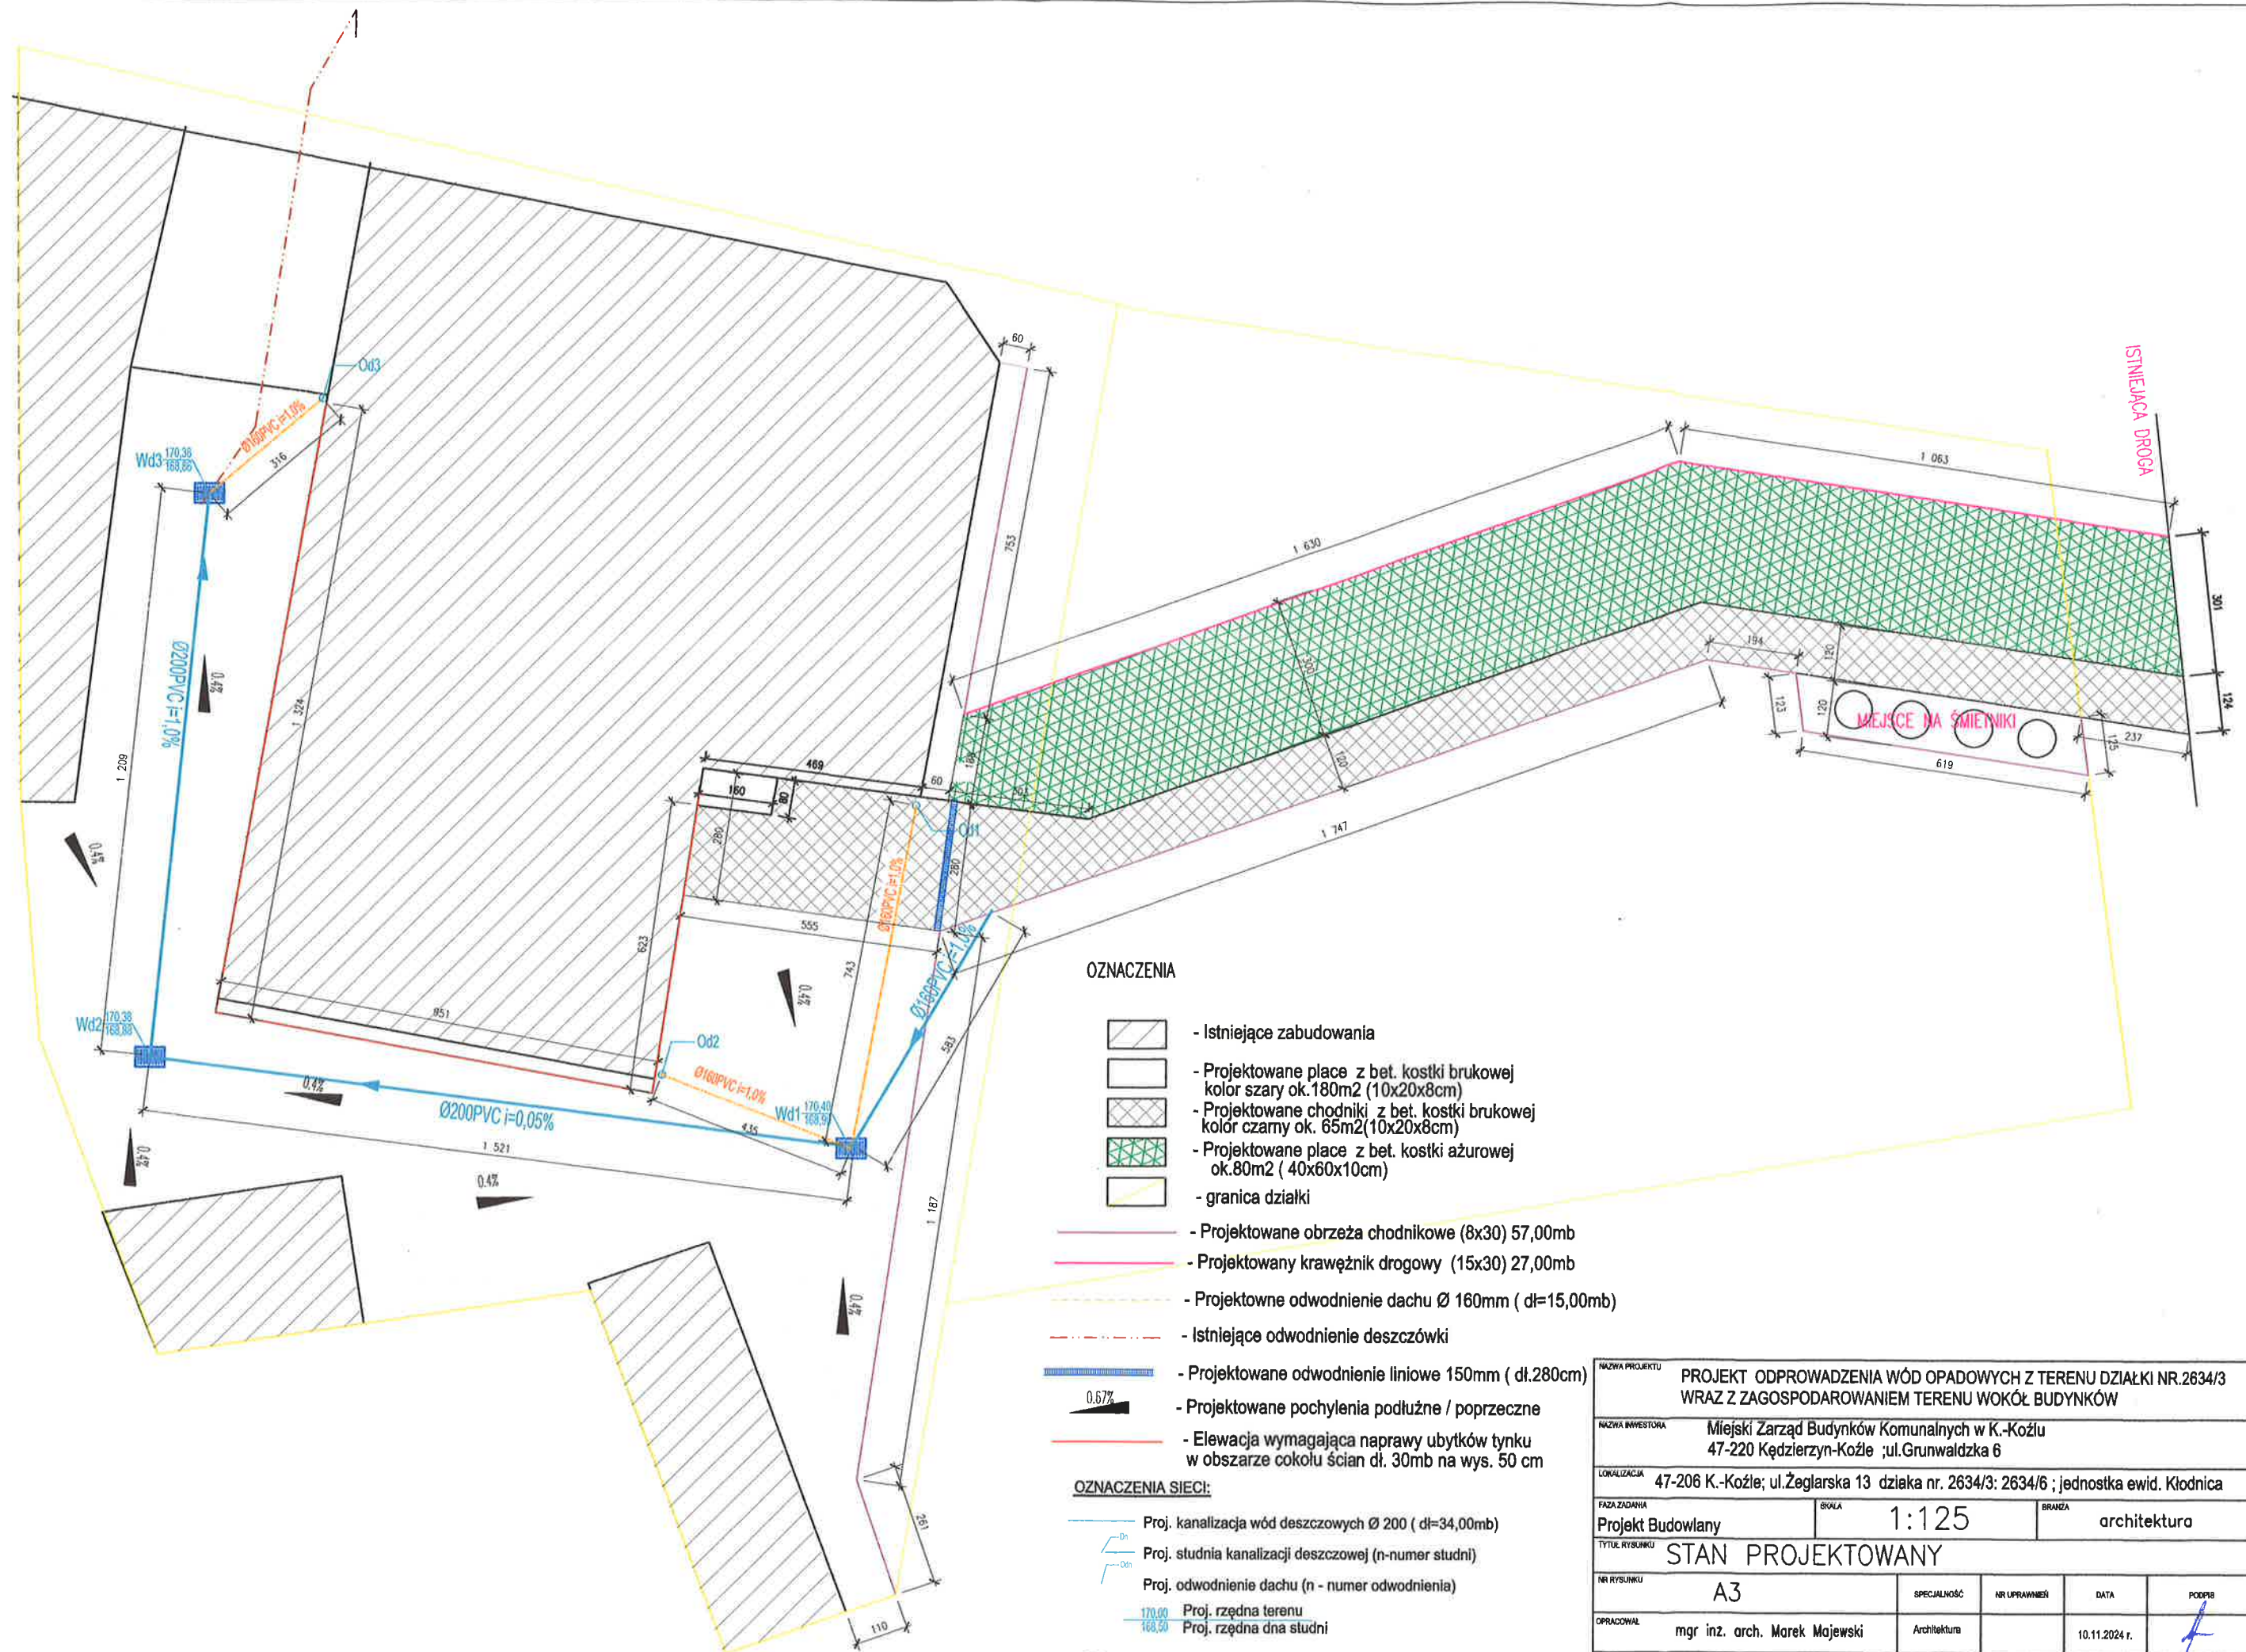 1
ISTNIEJĄCA DROGA
60
Od3
Ø160PVC i=1,0%
316
Wd3 170,36
168,86
1 063
753
1 630
301
124
Ø200PVC i=1,0%
0.4%
1 324
1 209
300
194
120
123
120
MIEJSCE NA ŚMIETNIKI
125
237
619
469
60
160
80
280
Od1
280
120
1 747
0.4%
Ø160PVC i=1,0%
555
623
743
0.4%
Ø160PVC i=1,0%
583
Wd2 170,38
168,88
851
Od2
Ø160PVC i=1,0%
Wd1 170,40
435
0.4%
Ø200PVC i=0,05%
1 521
0.4%
0.4%
0.4%
1 187
261
110
OZNACZENIA
- Istniejące zabudowania
- Projektowane place z bet. kostki brukowej
kolor szary ok.180m2 (10x20x8cm)
- Projektowane chodniki z bet. kostki brukowej
kolor czarny ok. 65m2(10x20x8cm)
- Projektowane place z bet. kostki ażurowej
ok.80m2 ( 40x60x10cm)
- granica działki
- Projektowane obrzeża chodnikowe (8x30) 57,00mb
- Projektowany krawężnik drogowy (15x30) 27,00mb
- Projektowne odwodnienie dachu Ø 160mm ( dł=15,00mb)
- Istniejące odwodnienie deszczówki
- Projektowane odwodnienie liniowe 150mm ( dł.280cm)
0.67%
- Projektowane pochylenia podłużne / poprzeczne
- Elewacja wymagająca naprawy ubytków tynku
w obszarze cokołu ścian dł. 30mb na wys. 50 cm
OZNACZENIA SIECI:
Proj. kanalizacja wód deszczowych Ø 200 ( dł=34,00mb)
Dn
Proj. studnia kanalizacji deszczowej (n-numer studni)
Odn
Proj. odwodnienie dachu (n - numer odwodnienia)
170,00 Proj. rzędna terenu
168,50 Proj. rzędna dna studni
NAZWA PROJEKTU
PROJEKT ODPROWADZENIA WÓD OPADOWYCH Z TERENU DZIAŁKI NR.2634/3
WRAZ Z ZAGOSPODAROWANIEM TERENU WOKÓŁ BUDYNKÓW
NAZWA INWESTORA
Miejski Zarząd Budynków Komunalnych w K.-Koźlu
47-220 Kędzierzyn-Koźle ;ul.Grunwaldzka 6
LOKALIZACJA
47-206 K.-Koźle; ul.Żeglarska 13 dziaka nr. 2634/3: 2634/6 ; jednostka ewid. Kłodnica
FAZA ZADANIA
Projekt Budowlany
SKALA
1:125
BRANŻA
architektura
TYTUŁ RYSUNKU
STAN PROJEKTOWANY
NR RYSUNKU
A3
SPECJALNOŚĆ
NR UPRAWNIEŃ
DATA
PODPIS
OPRACOWAŁ
mgr inż. arch. Marek Majewski
Architektura
10.11.2024 r.